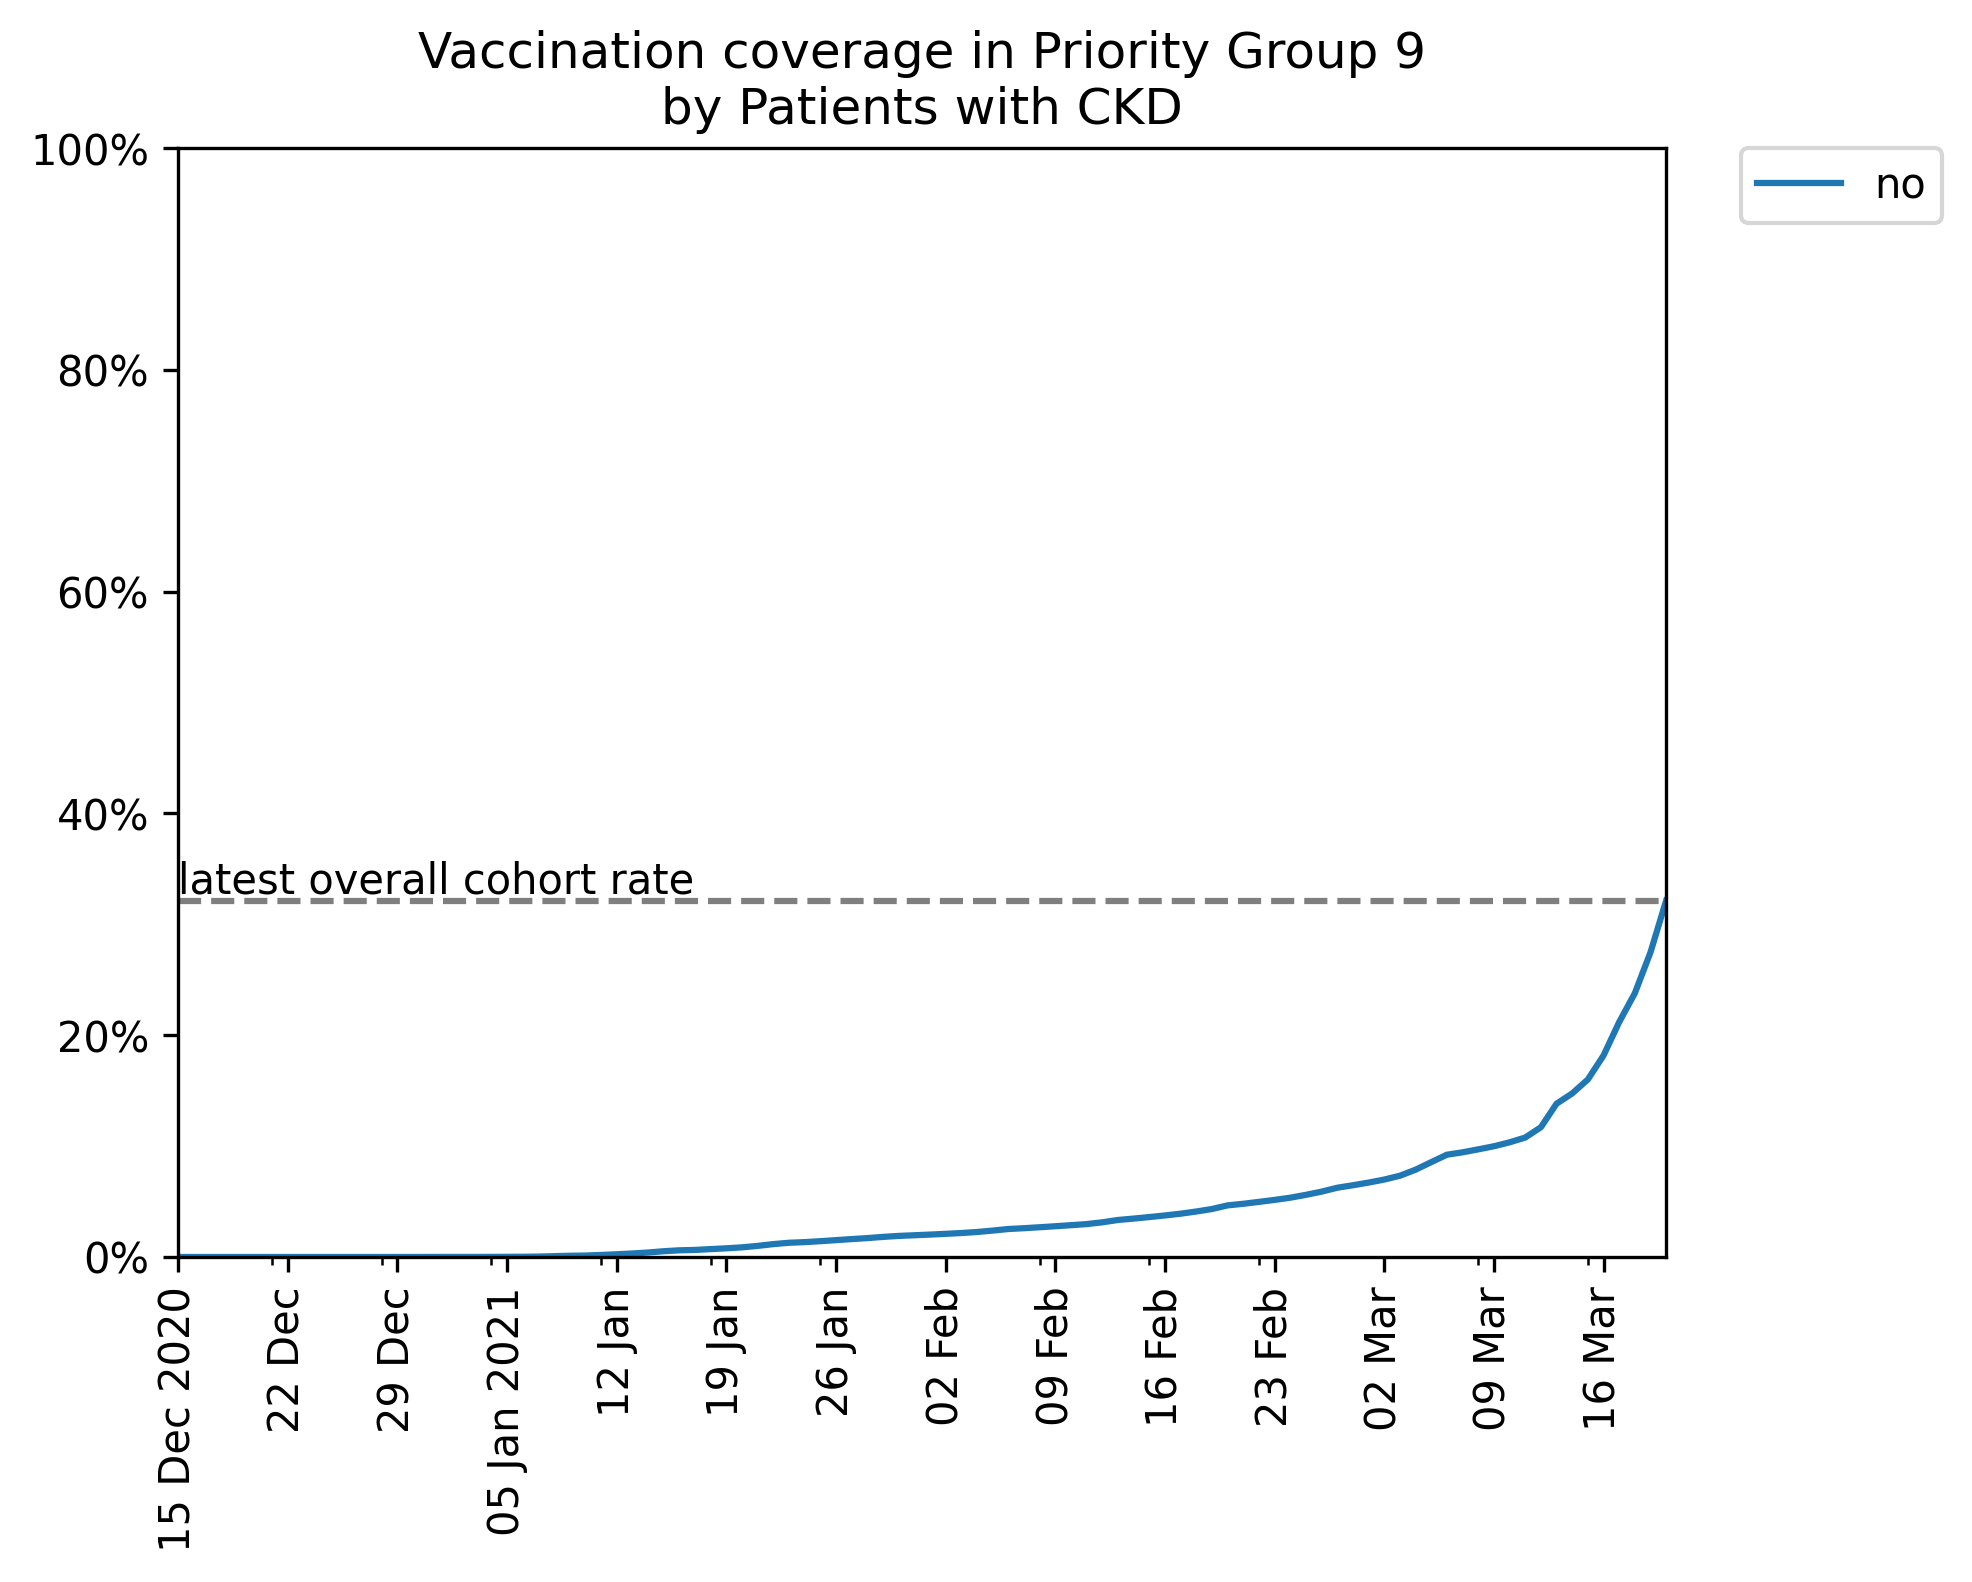 Vaccination coverage in Priority Group 9
by Patients with CKD
no
100%
80%
60%
40%
20%
0%
latest overall cohort rate
15 Dec 2020
22 Dec
29 Dec
05 Jan 2021
12 Jan
19 Jan
26 Jan
02 Feb
09 Feb
16 Feb
23 Feb
02 Mar
09 Mar
16 Mar